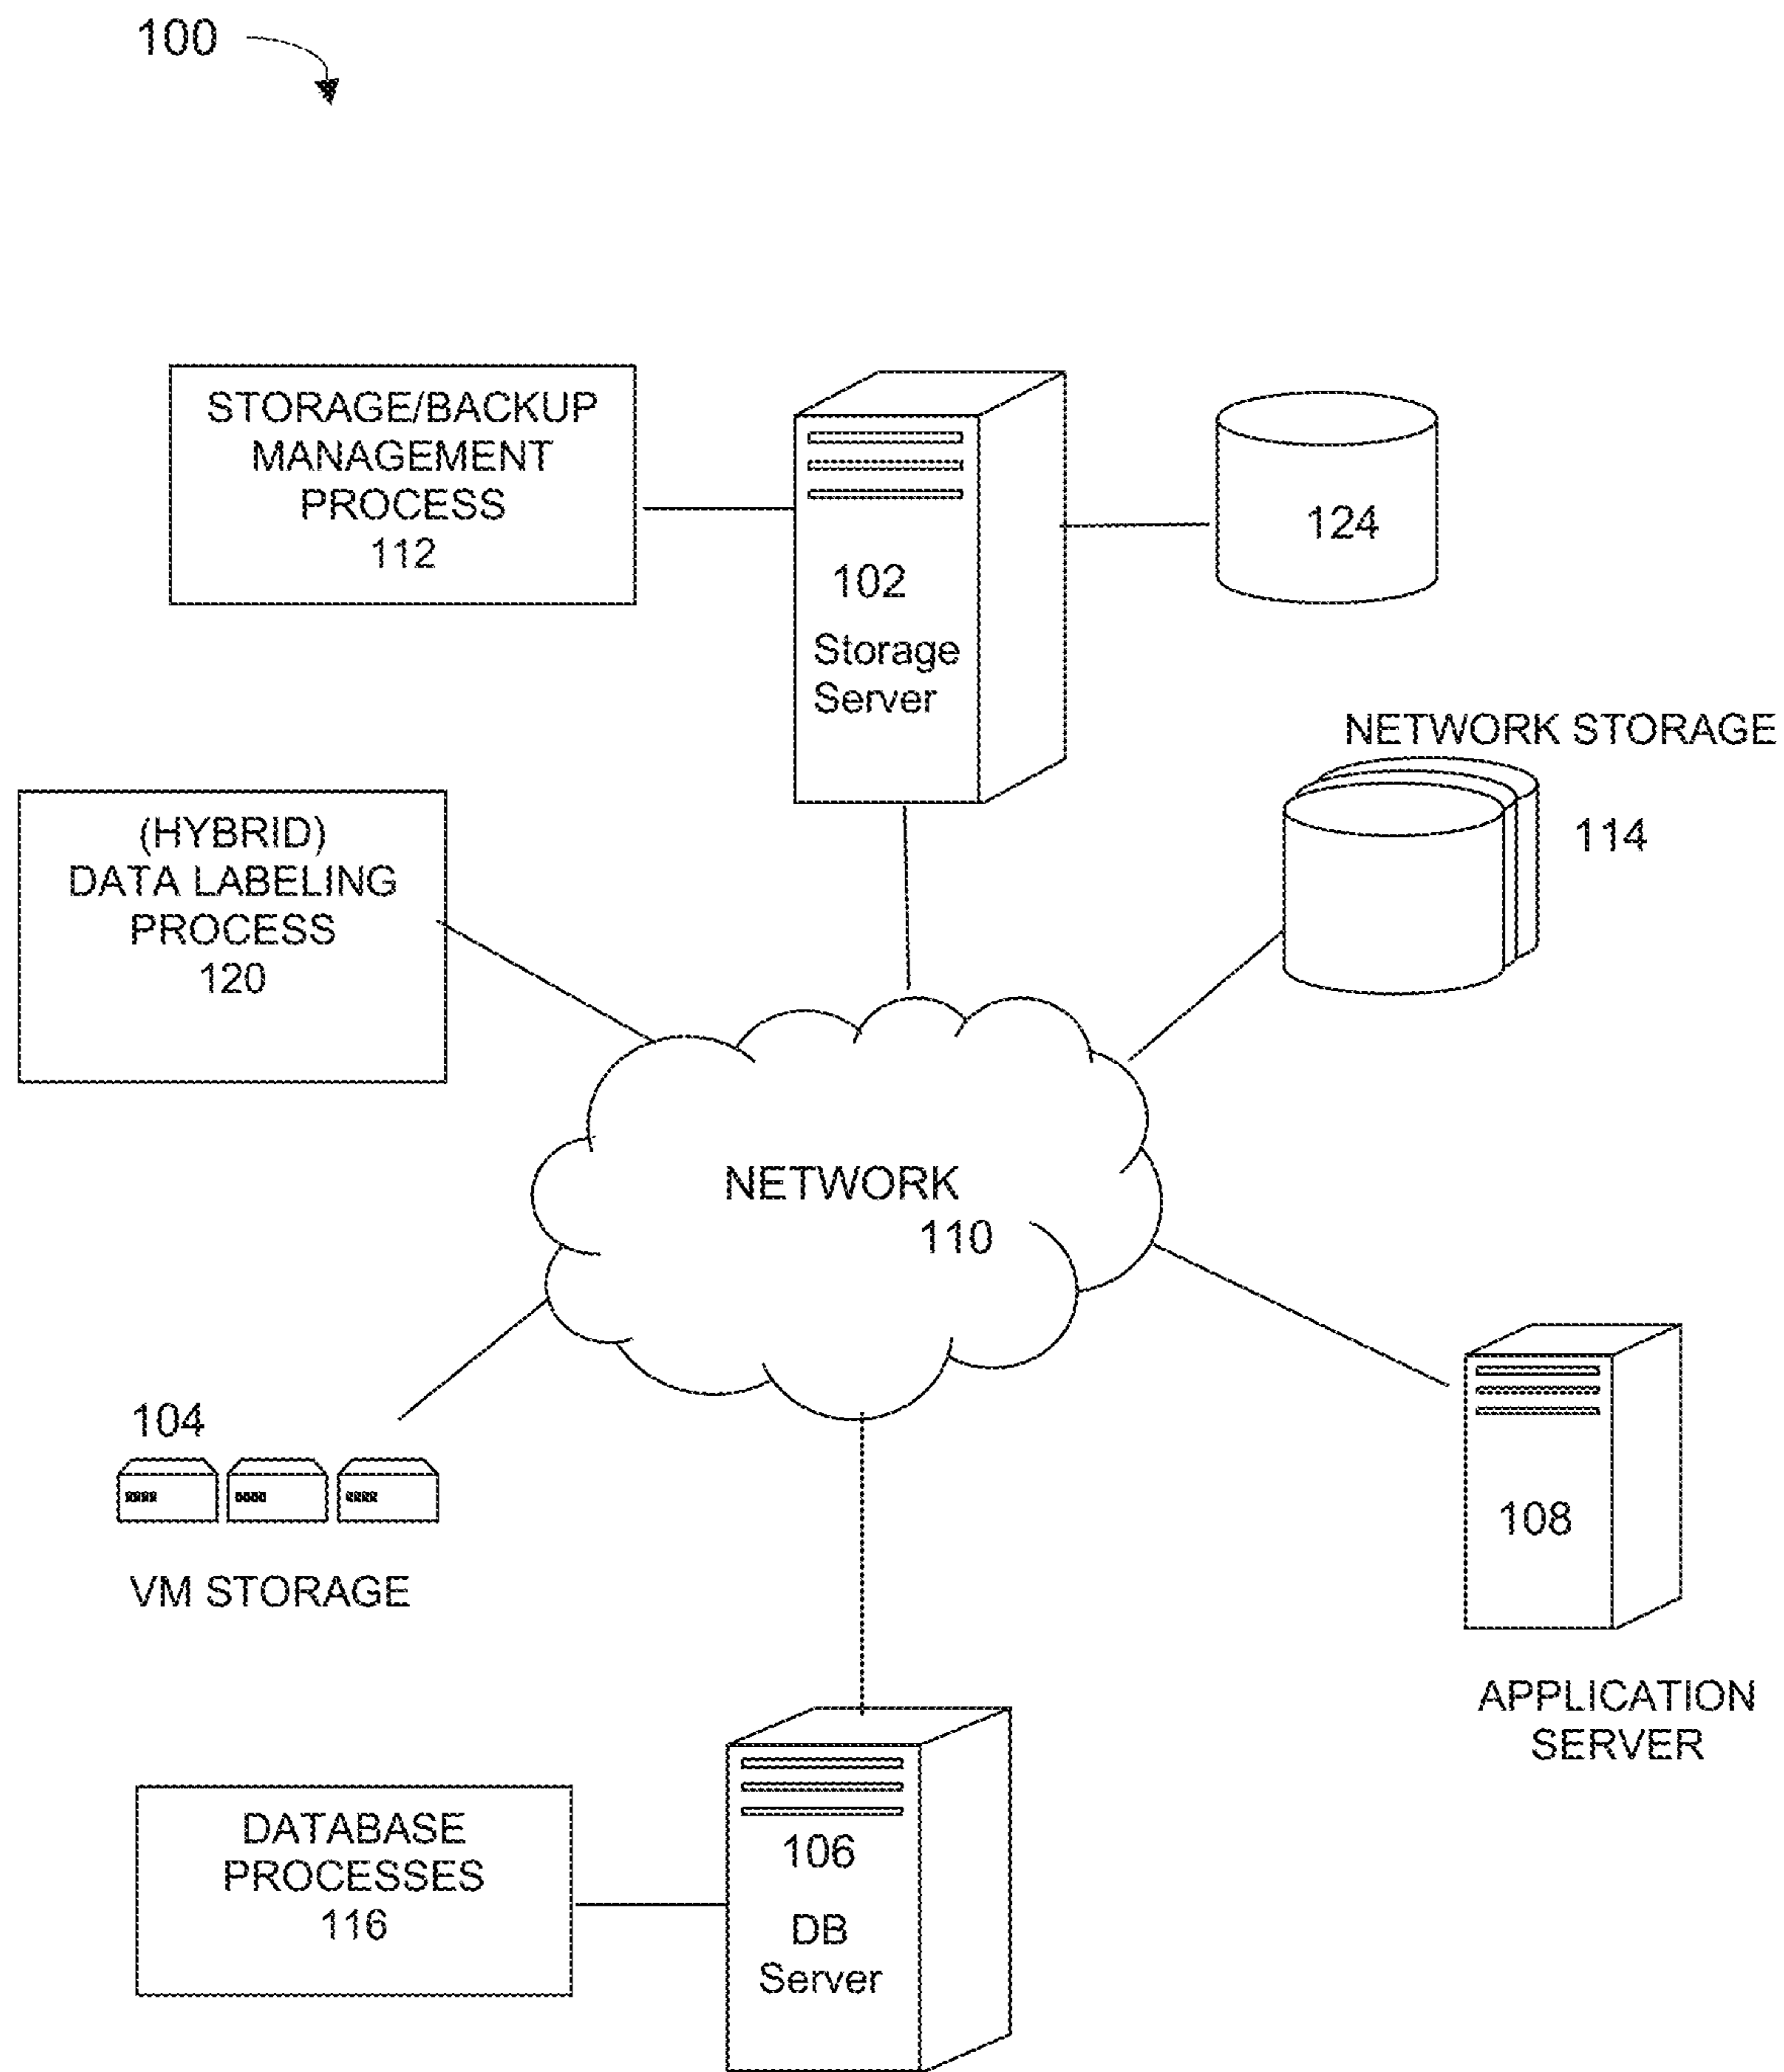 100
STORAGE/BACKUP
MANAGEMENT
PROCESS
112
102
Storage
Server
124
NETWORK STORAGE
114
(HYBRID)
DATA LABELING
PROCESS
120
NETWORK
110
104
VM STORAGE
108
APPLICATION
SERVER
DATABASE
PROCESSES
116
106
DB
Server